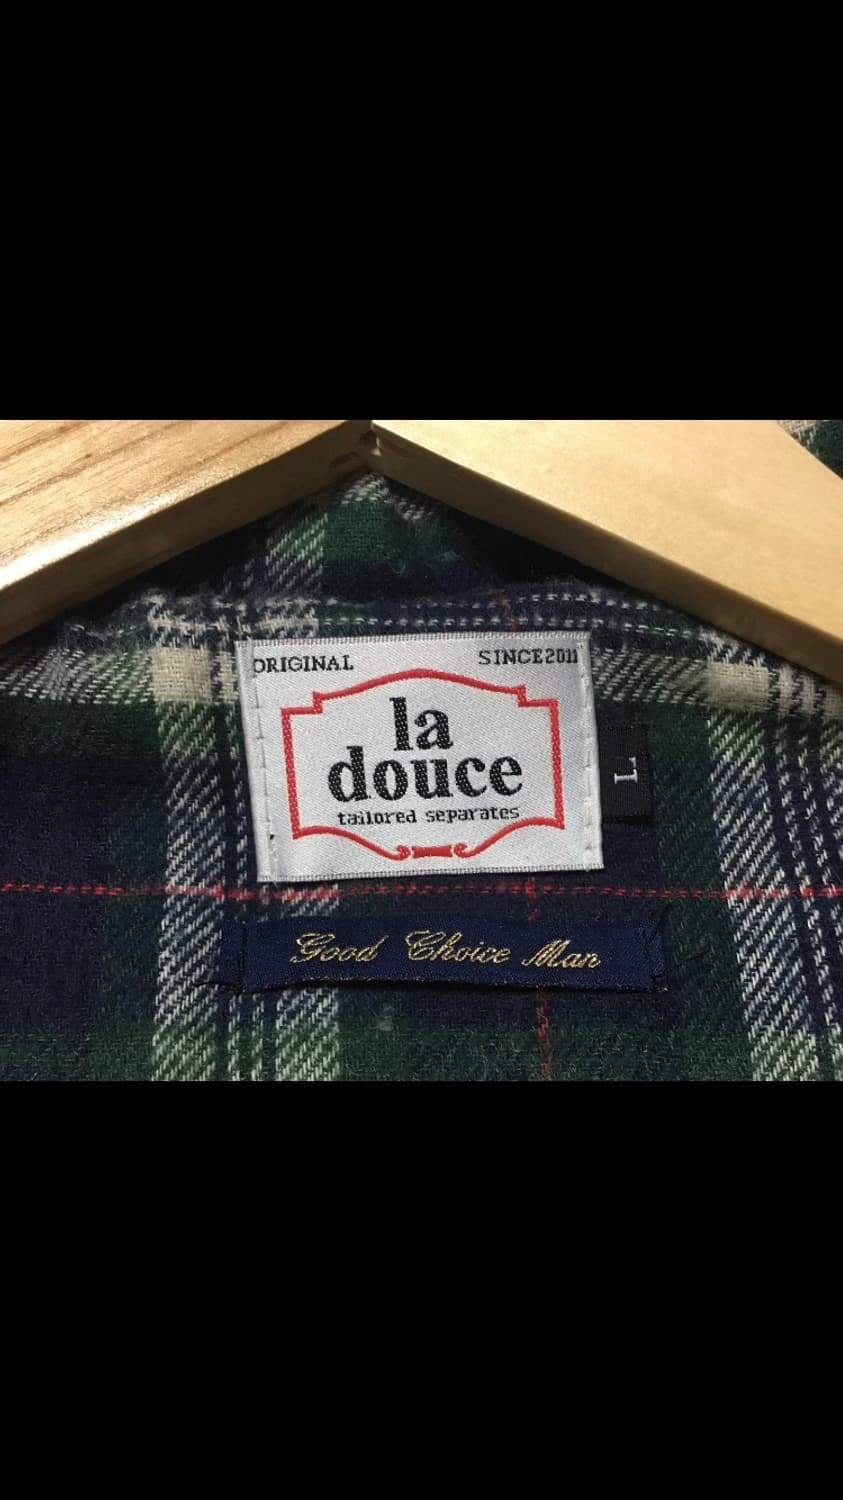 ORIGINAL SINCE2011
la
douce
tailored separates
L
Good Choice Man